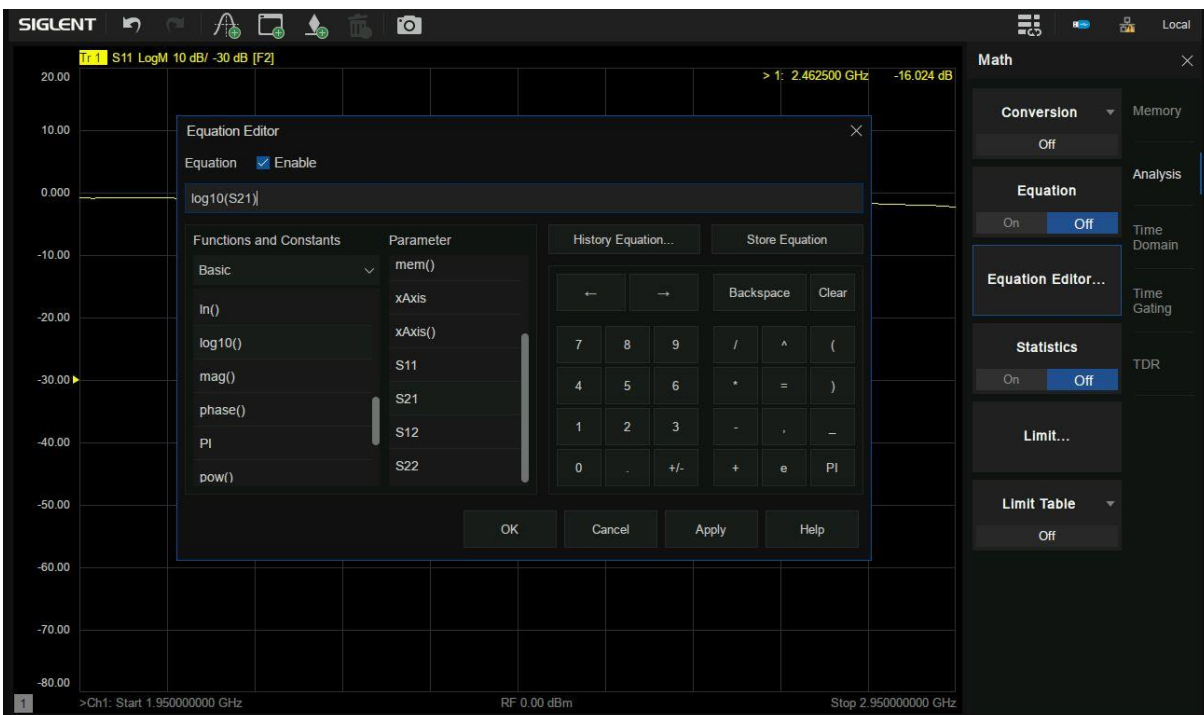 SIGLENT
Local
Tr 1 S11 LogM 10 dB/ -30 dB [F2]
> 1: 2.462500 GHz -16.024 dB
20.00
10.00
0.000
-10.00
-20.00
-30.00
-40.00
-50.00
-60.00
-70.00
-80.00
Equation Editor
Equation Enable
log10(S21)
Functions and Constants
Basic
ln()
log10()
mag()
phase()
PI
pow()
Parameter
mem()
xAxis
xAxis()
S11
S21
S12
S22
History Equation... Store Equation
← → Backspace Clear
7 8 9 / ^ (
4 5 6 * = )
1 2 3 - , _
0 . +/- + e PI
OK Cancel Apply Help
Math
Conversion
Off
Equation
On Off
Equation Editor...
Statistics
On Off
Limit...
Limit Table
Off
Memory
Analysis
Time
Domain
Time
Gating
TDR
1 >Ch1: Start 1.950000000 GHz RF 0.00 dBm Stop 2.950000000 GHz